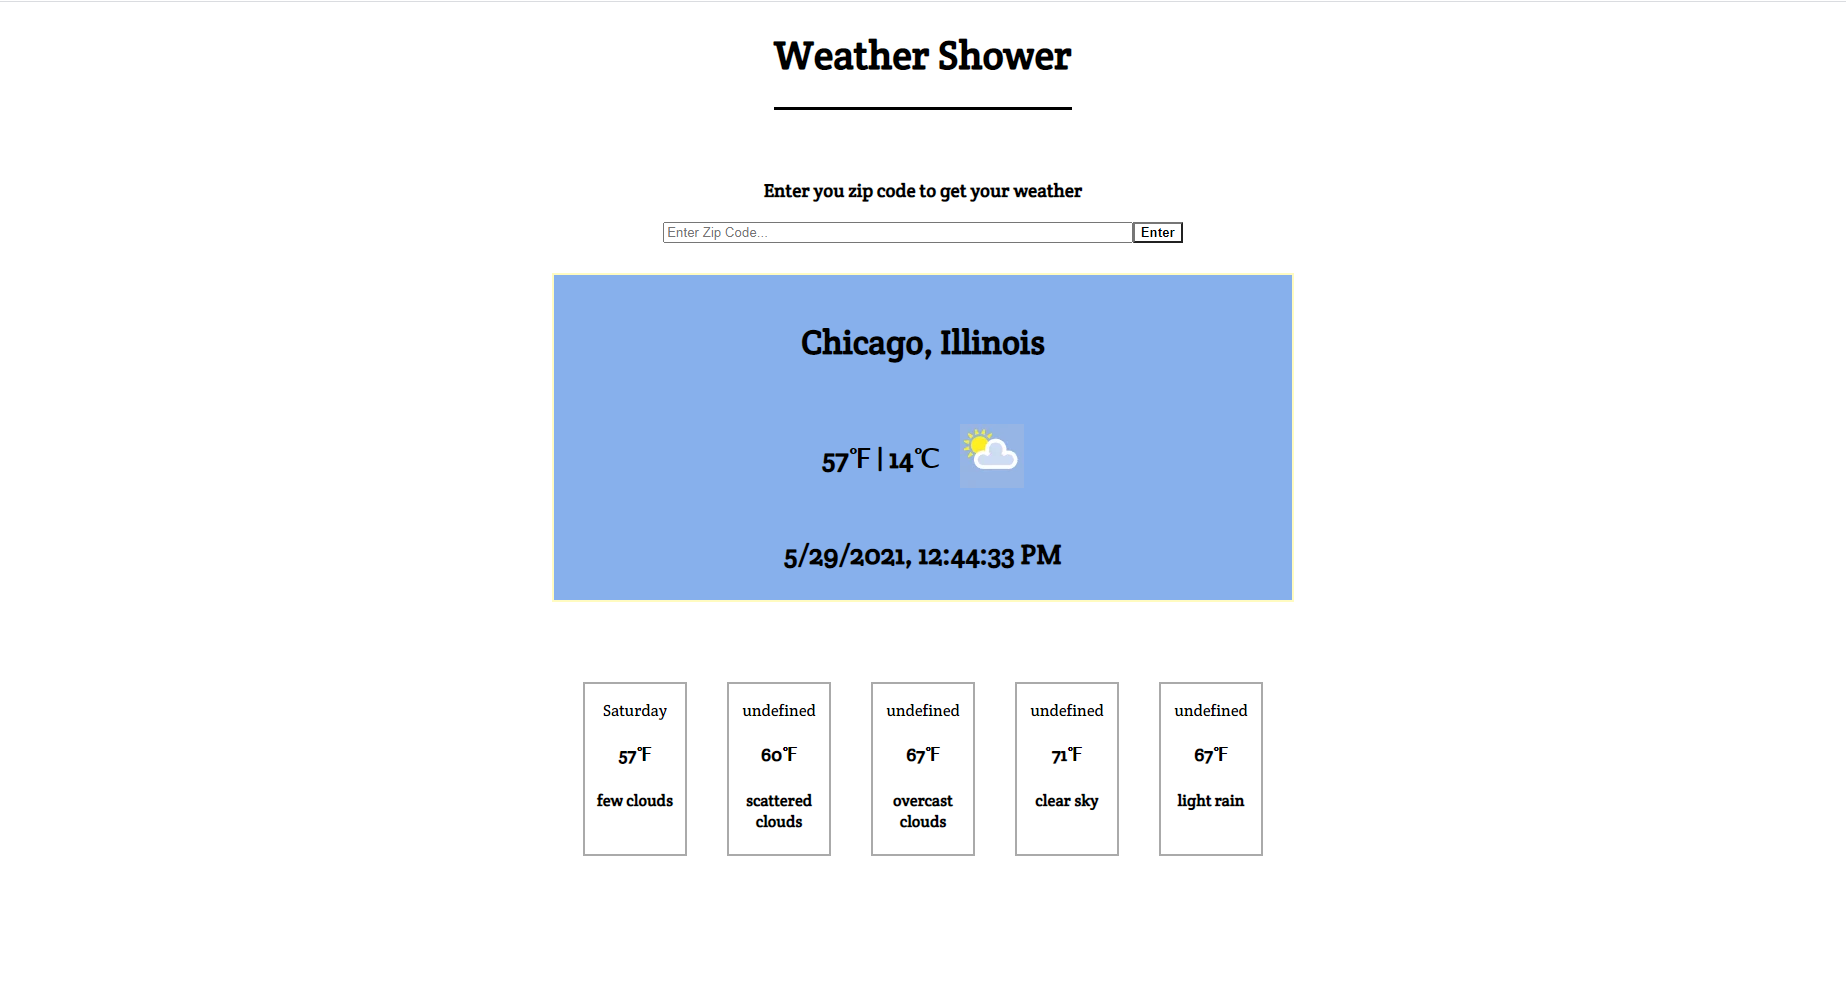 Weather Shower
Enter you zip code to get your weather
Enter Zip Code...
Enter
Chicago, Illinois
57℉ | 14℃
5/29/2021, 12:44:33 PM
Saturday
57℉
few clouds
undefined
60℉
scattered
clouds
undefined
67℉
overcast
clouds
undefined
71℉
clear sky
undefined
67℉
light rain